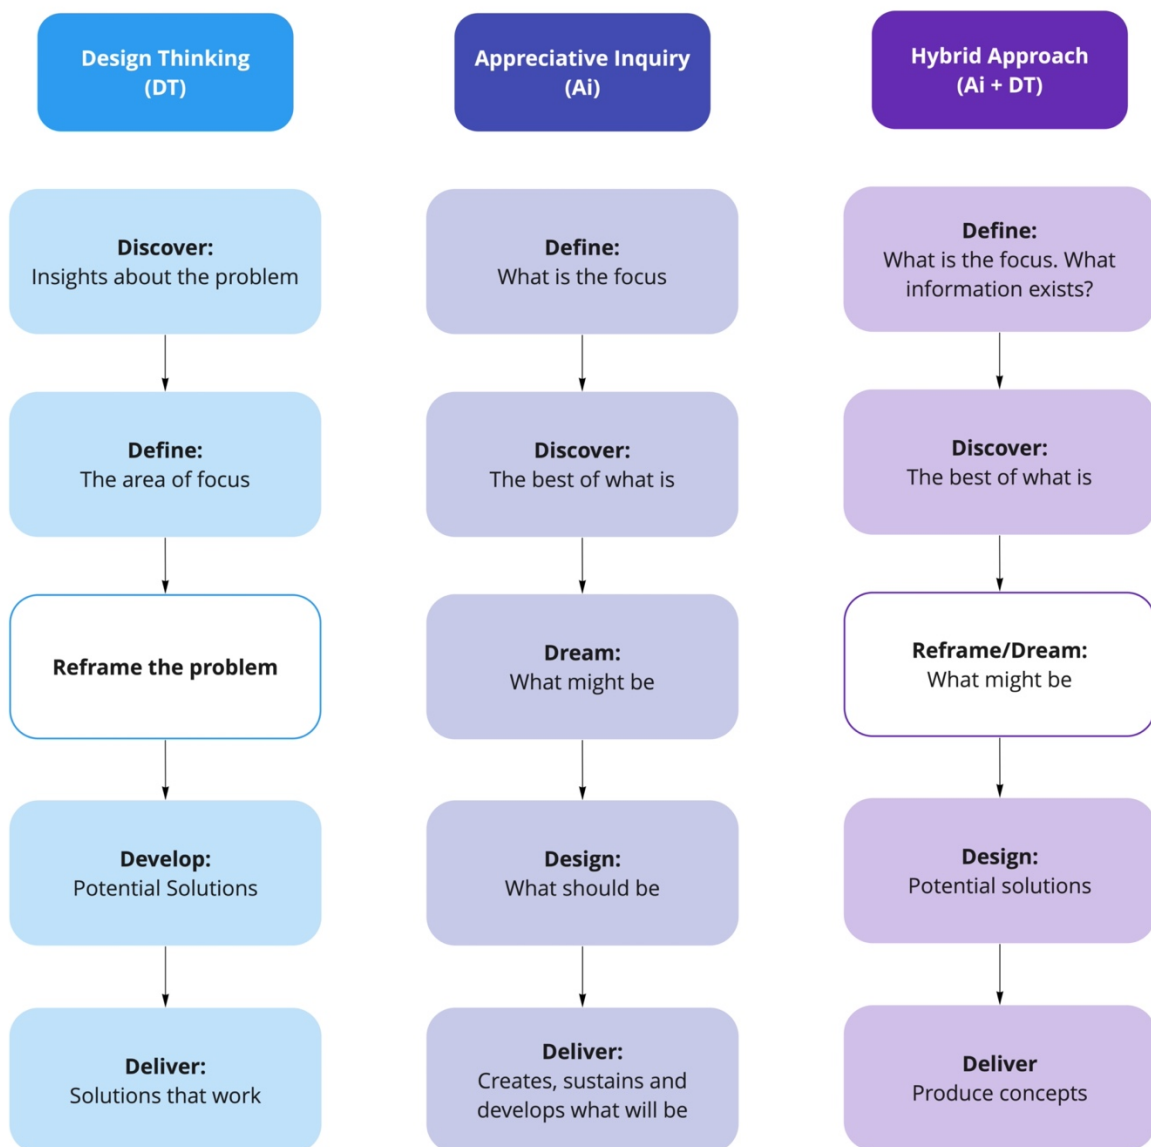 Design Thinking
(DT)
Appreciative Inquiry
(Ai)
Hybrid Approach
(Ai + DT)
Discover:
Insights about the problem
Define:
What is the focus
Define:
What is the focus. What
information exists?
Define:
The area of focus
Discover:
The best of what is
Discover:
The best of what is
Reframe the problem
Dream:
What might be
Reframe/Dream:
What might be
Develop:
Potential Solutions
Design:
What should be
Design:
Potential solutions
Deliver:
Solutions that work
Deliver:
Creates, sustains and
develops what will be
Deliver
Produce concepts